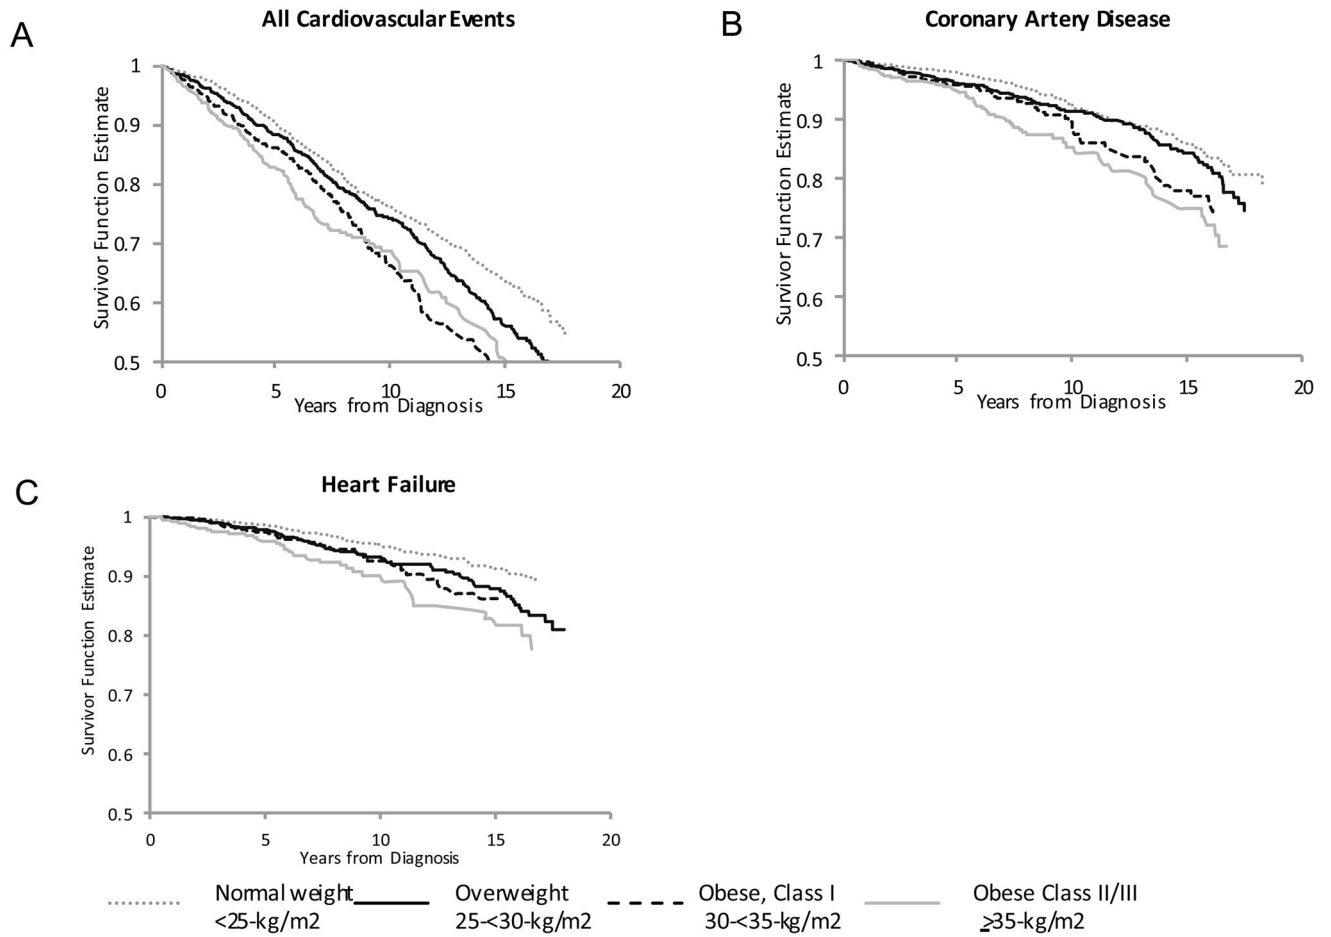 A
All Cardiovascular Events
Survivor Function Estimate
1
0.9
0.8
0.7
0.6
0.5
0 5 10 15 20
Years from Diagnosis
B
Coronary Artery Disease
Survivor Function Estimate
1
0.9
0.8
0.7
0.6
0.5
0 5 10 15 20
Years from Diagnosis
C
Heart Failure
Survivor Function Estimate
1
0.9
0.8
0.7
0.6
0.5
0 5 10 15 20
Years from Diagnosis
Normal weight
<25-kg/m2
Overweight
25-<30-kg/m2
Obese, Class I
30-<35-kg/m2
Obese Class II/III
≥35-kg/m2